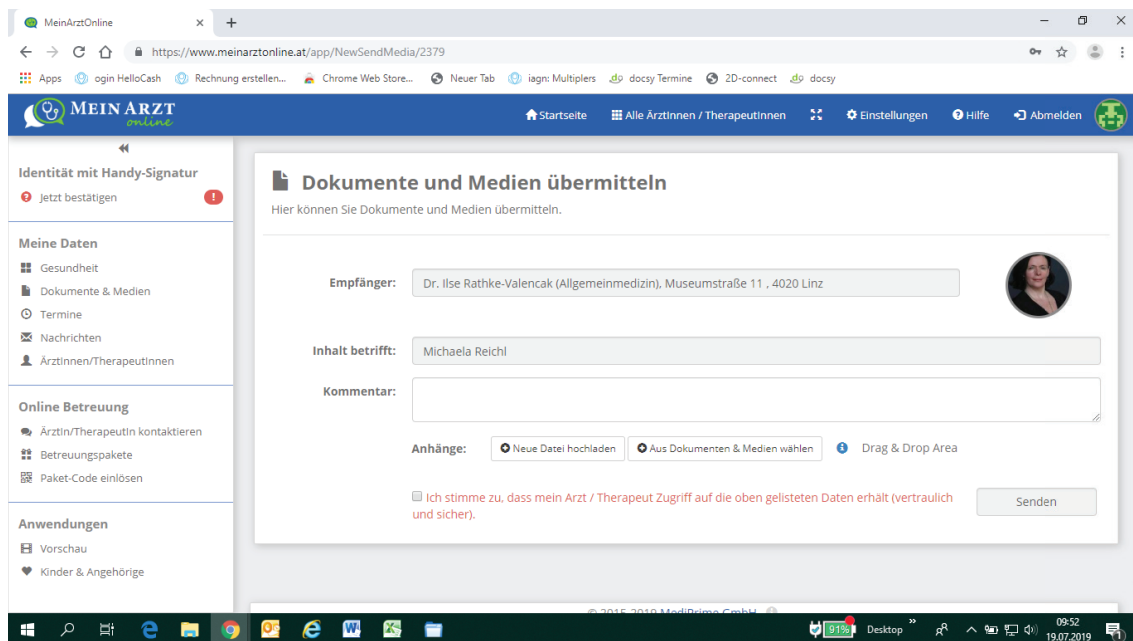 MeinArztOnline
https://www.meinarztonline.at/app/NewSendMedia/2379
Apps ogin HelloCash Rechnung erstellen... Chrome Web Store... Neuer Tab iagn: Multiplers docsy Termine 2D-connect docsy
MEIN ARZT
online
Startseite Alle ÄrztInnen / TherapeutInnen Einstellungen Hilfe Abmelden
Identität mit Handy-Signatur
Jetzt bestätigen
Meine Daten
Gesundheit
Dokumente & Medien
Termine
Nachrichten
ÄrztInnen/TherapeutInnen
Online Betreuung
ÄrztIn/TherapeutIn kontaktieren
Betreuungspakete
Paket-Code einlösen
Anwendungen
Vorschau
Kinder & Angehörige
Dokumente und Medien übermitteln
Hier können Sie Dokumente und Medien übermitteln.
Empfänger: Dr. Ilse Rathke-Valencak (Allgemeinmedizin), Museumstraße 11 , 4020 Linz
Inhalt betrifft: Michaela Reichl
Kommentar:
Anhänge: Neue Datei hochladen Aus Dokumenten & Medien wählen Drag & Drop Area
Ich stimme zu, dass mein Arzt / Therapeut Zugriff auf die oben gelisteten Daten erhält (vertraulich
und sicher).
Senden
© 2015-2019 MediPrime GmbH
91% Desktop 09:52
19.07.2019